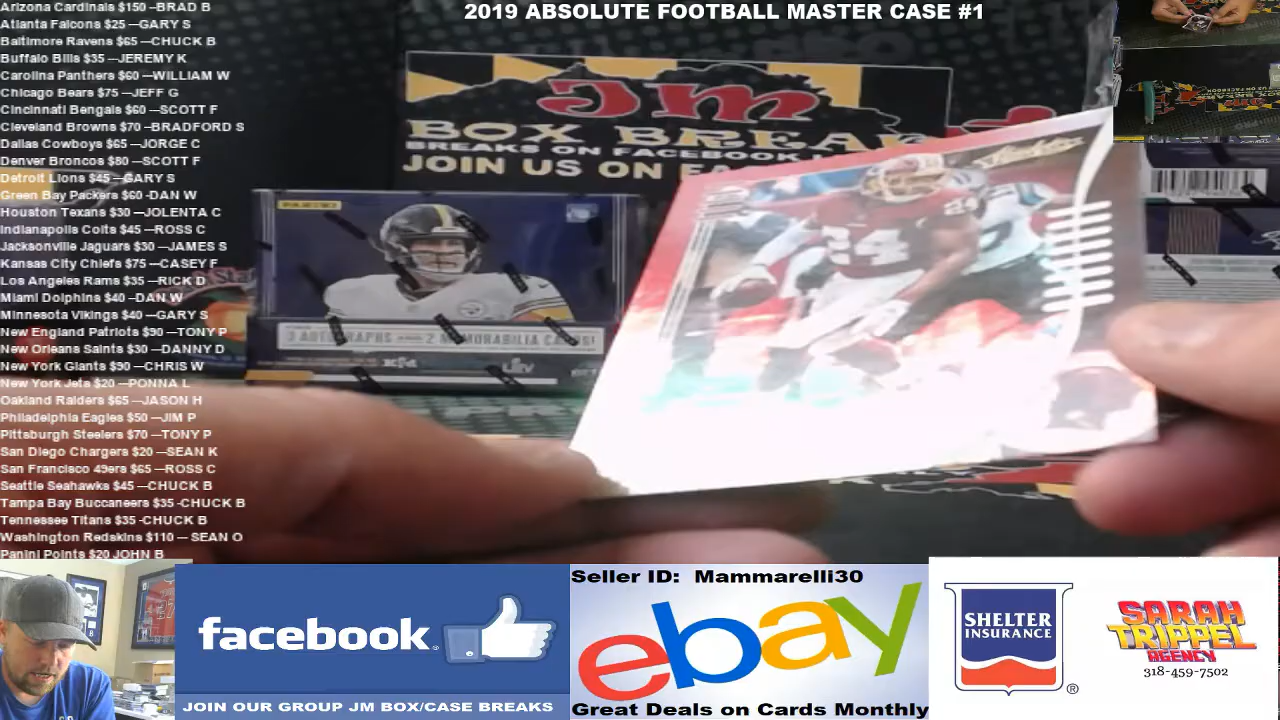 2019 ABSOLUTE FOOTBALL MASTER CASE #1
Arizona Cardinals $150 --BRAD B
Atlanta Falcons $25 --GARY S
Baltimore Ravens $65 --CHUCK B
Buffalo Bills $35 --JEREMY K
Carolina Panthers $60 --WILLIAM W
Chicago Bears $75 --JEFF G
Cincinnati Bengals $60 --SCOTT F
Cleveland Browns $70 --BRADFORD S
Dallas Cowboys $65 --JORGE C
Denver Broncos $80 --SCOTT F
Detroit Lions $45 --GARY S
Green Bay Packers $60 -DAN W
Houston Texans $30 --JOLENTA C
Indianapolis Colts $45 --ROSS C
Jacksonville Jaguars $30 --JAMES S
Kansas City Chiefs $75 --CASEY F
Los Angeles Rams $35 --RICK D
Miami Dolphins $40 --DAN W
Minnesota Vikings $40 --GARY S
New England Patriots $90 --TONY P
New Orleans Saints $30 --DANNY D
New York Giants $90 --CHRIS W
New York Jets $20 --PONNA L
Oakland Raiders $65 --JASON H
Philadelphia Eagles $50 --JIM P
Pittsburgh Steelers $70 --TONY P
San Diego Chargers $20 --SEAN K
San Francisco 49ers $65 --ROSS C
Seattle Seahawks $45 --CHUCK B
Tampa Bay Buccaneers $35 -CHUCK B
Tennessee Titans $35 -CHUCK B
Washington Redskins $110 -- SEAN O
Panini Points $20 JOHN B
JM
BOX BREA
BREAKS ON FACEBOOK
JOIN US ON FA
PANINI
24
facebook
JOIN OUR GROUP JM BOX/CASE BREAKS
Seller ID: Mammarelli30
ebay
Great Deals on Cards Monthly
SHELTER
INSURANCE
®
SARAH
TRIPPEL
AGENCY
318-459-7502